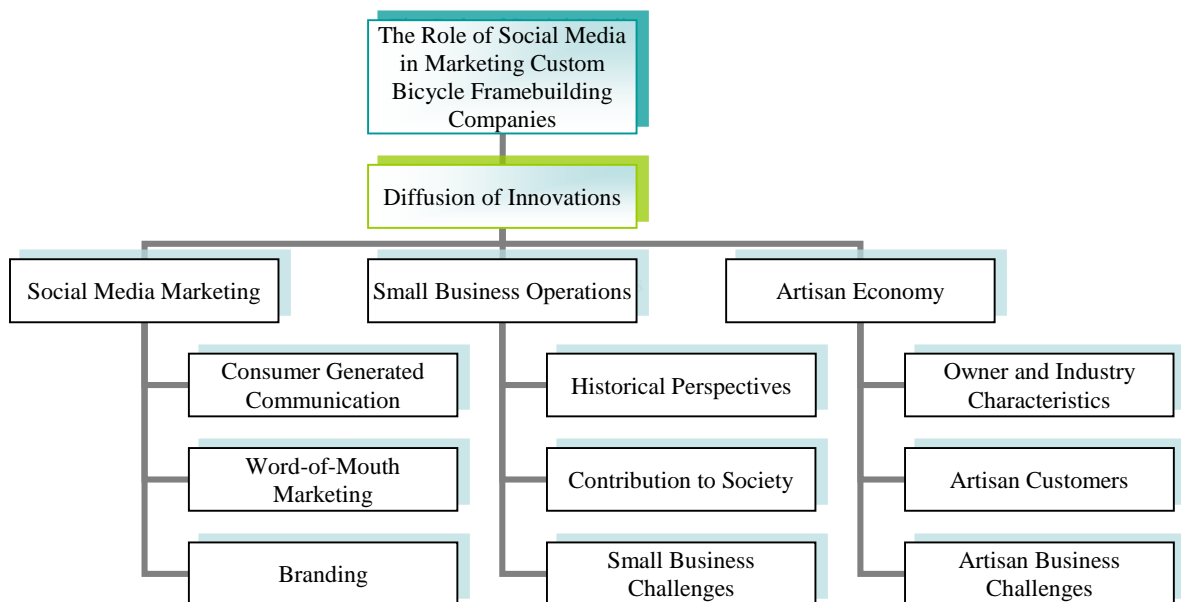 The Role of Social Media
in Marketing Custom
Bicycle Framebuilding
Companies
Diffusion of Innovations
Social Media Marketing
Small Business Operations
Artisan Economy
Consumer Generated
Communication
Historical Perspectives
Owner and Industry
Characteristics
Word-of-Mouth
Marketing
Contribution to Society
Artisan Customers
Branding
Small Business
Challenges
Artisan Business
Challenges